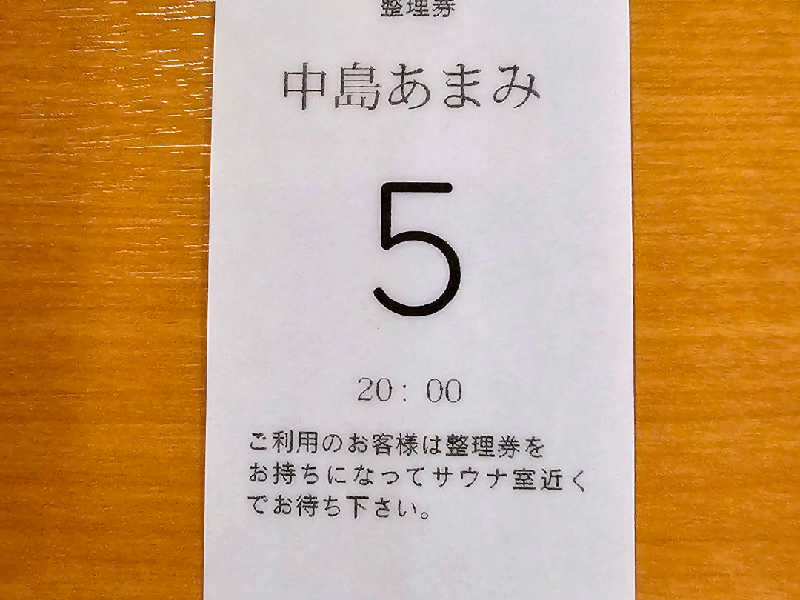 整理券
中島あまみ
5
20：00
ご利用のお客様は整理券を
お持ちになってサウナ室近く
でお待ち下さい。